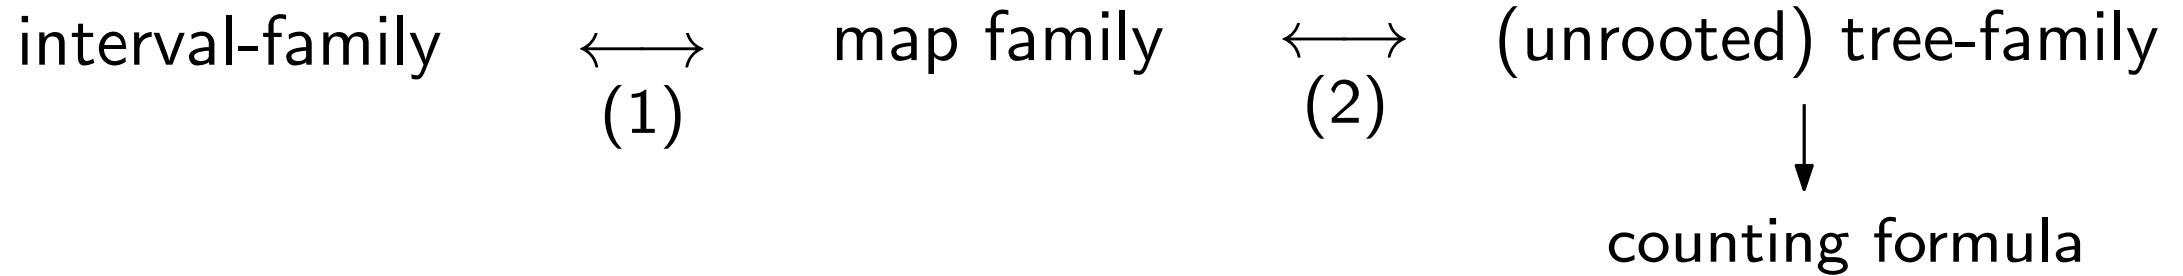 interval-family ⟷ map family ⟷ (unrooted) tree-family
(1) (2)
counting formula